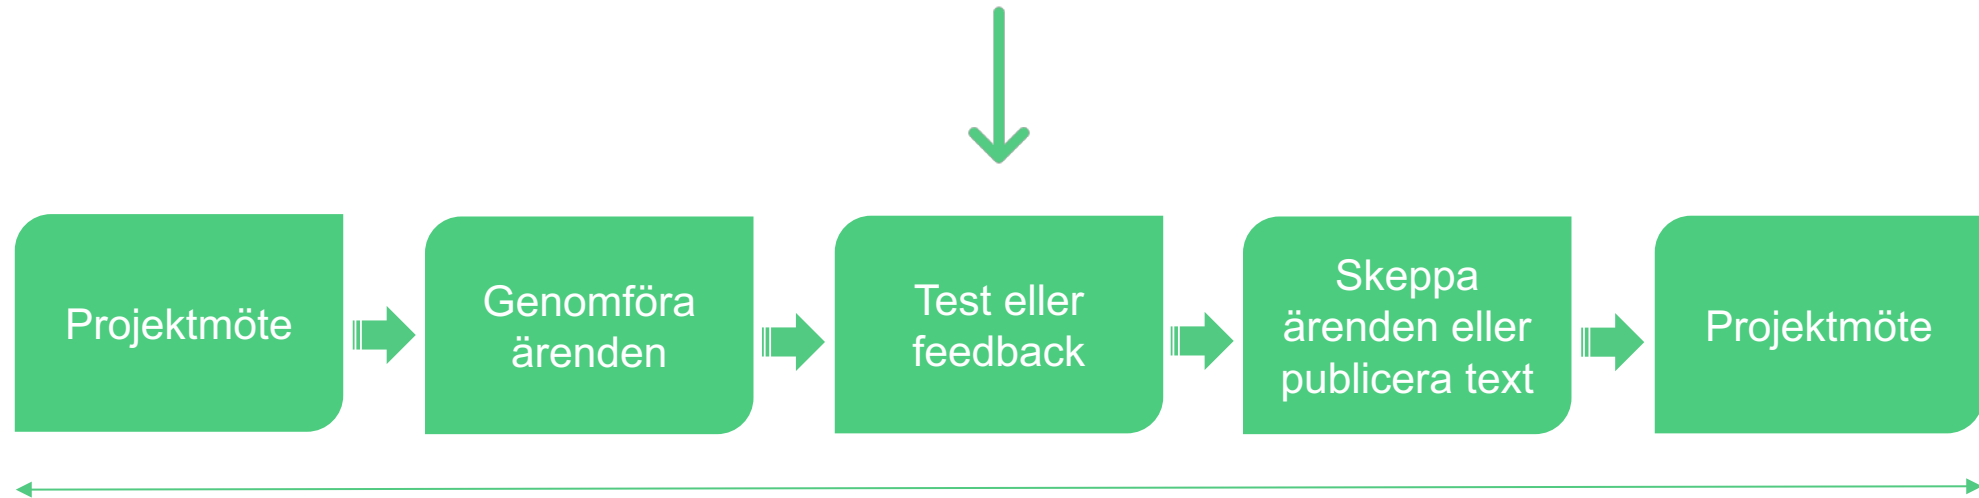 Projektmöte
Genomföra
ärenden
Test eller
feedback
Skeppa
ärenden eller
publicera text
Projektmöte